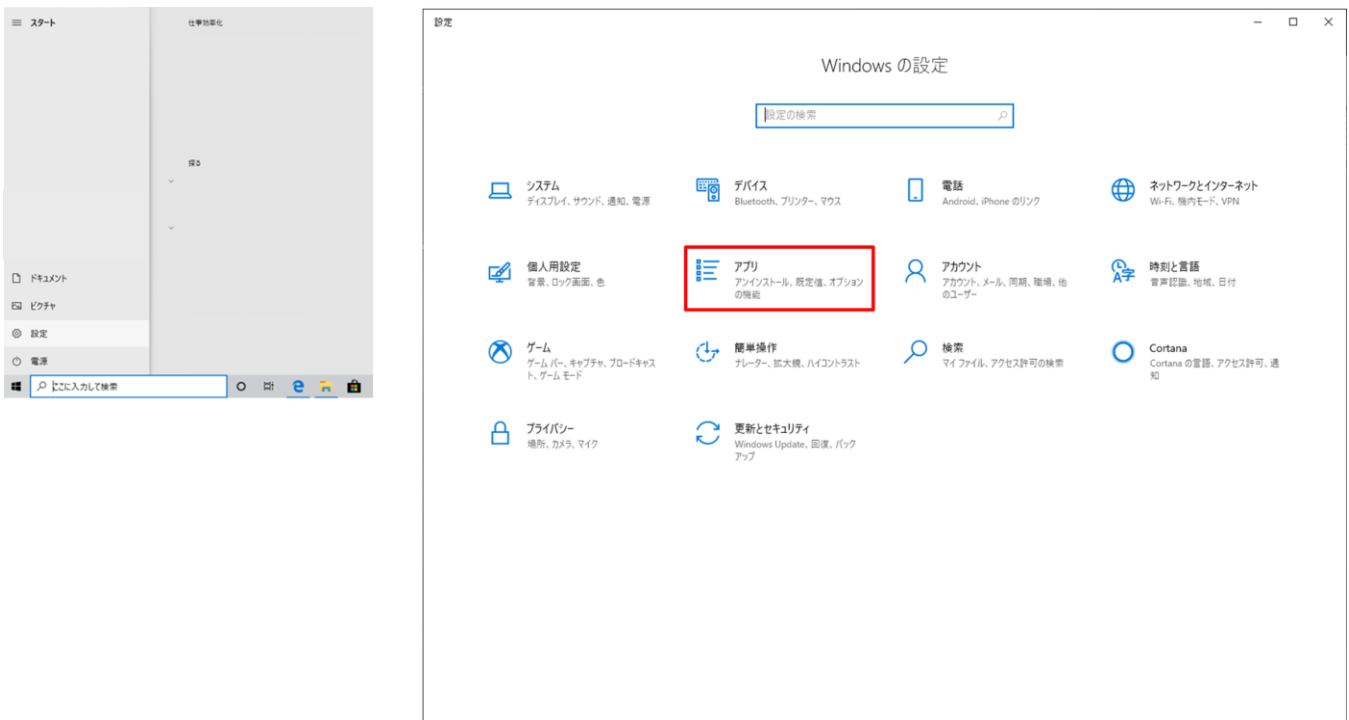 スタート
仕事効率化
探る
ドキュメント
ピクチャ
設定
電源
ここに入力して検索
設定
Windows の設定
設定の検索
システム
ディスプレイ、サウンド、通知、電源
デバイス
Bluetooth、プリンター、マウス
電話
Android、iPhone のリンク
ネットワークとインターネット
Wi-Fi、機内モード、VPN
個人用設定
背景、ロック画面、色
アプリ
アンインストール、既定値、オプション
の機能
アカウント
アカウント、メール、同期、職場、他
のユーザー
時刻と言語
音声認識、地域、日付
ゲーム
ゲーム バー、キャプチャ、ブロードキャス
ト、ゲーム モード
簡単操作
ナレーター、拡大鏡、ハイコントラスト
検索
マイ ファイル、アクセス許可の検索
Cortana
Cortana の言語、アクセス許可、通
知
プライバシー
場所、カメラ、マイク
更新とセキュリティ
Windows Update、回復、バック
アップ